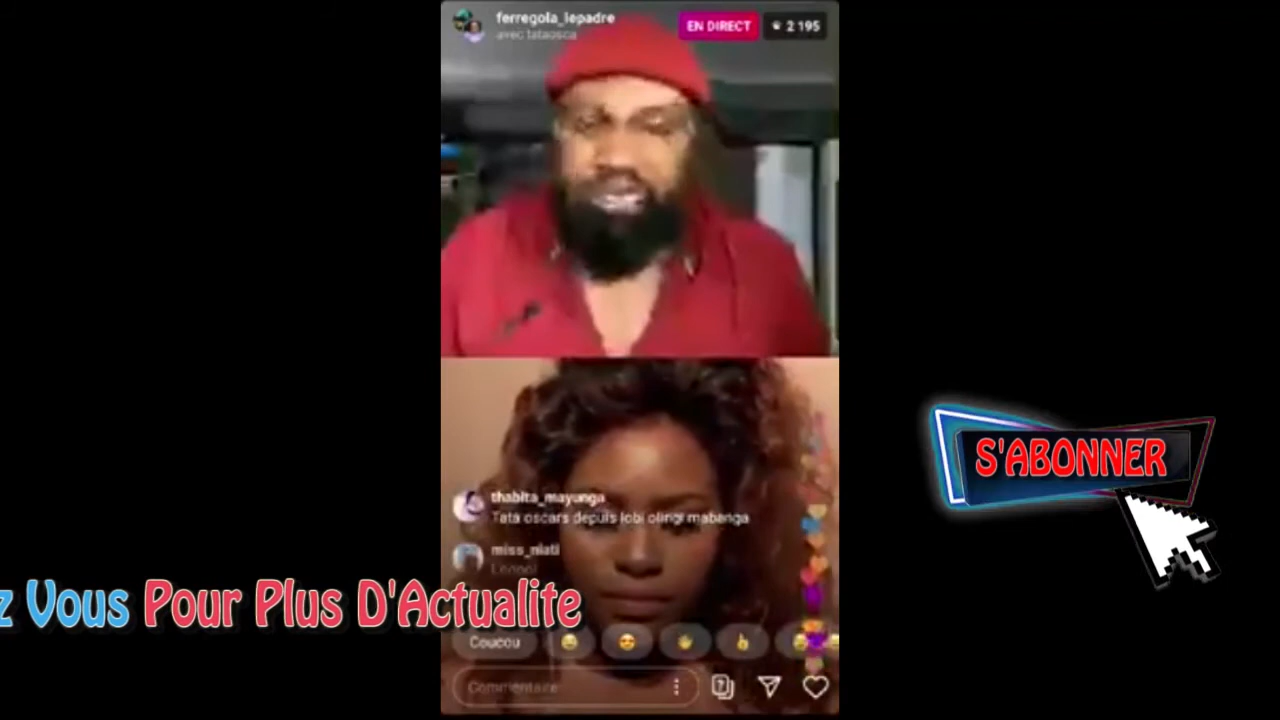 ferregola_lepadre
avec tataosca
EN DIRECT
2 195
S'ABONNER
thabita_mayunga
Tata oscars depuis lobi olingi mabanga
miss_niati
z Vous Pour Plus D'Actualite
Coucou
Commentaire